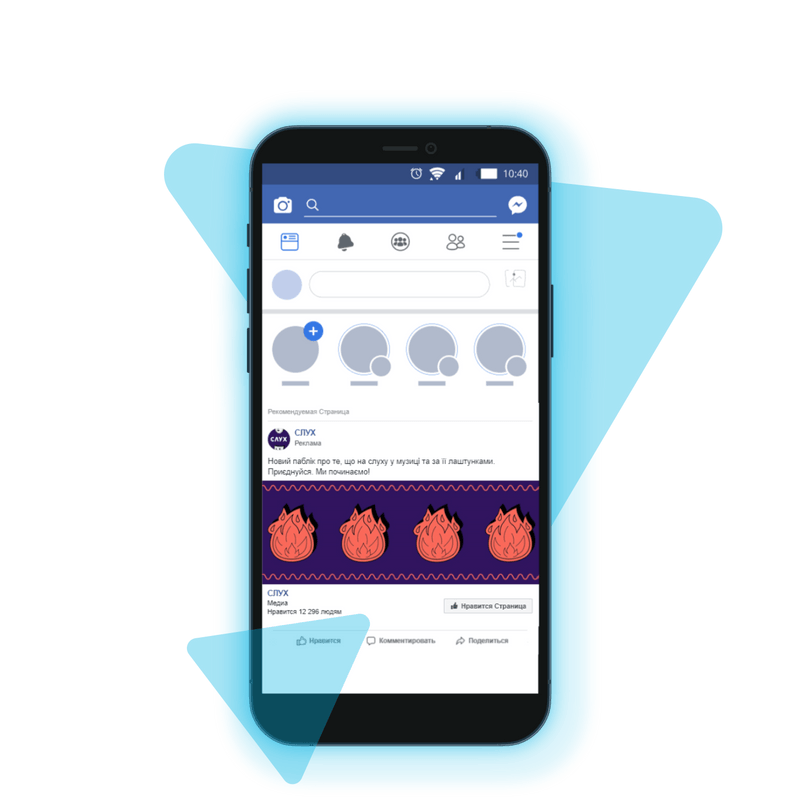 10:40
Рекомендуемая Страница
СЛУХ
СЛУХ
Реклама
Новий паблік про те, що на слуху у музиці та за її лаштунками.
Приєднуйся. Ми починаємо!
СЛУХ
Медиа
Нравится 12 296 людям
Нравится Страница
Нравится Комментировать Поделиться